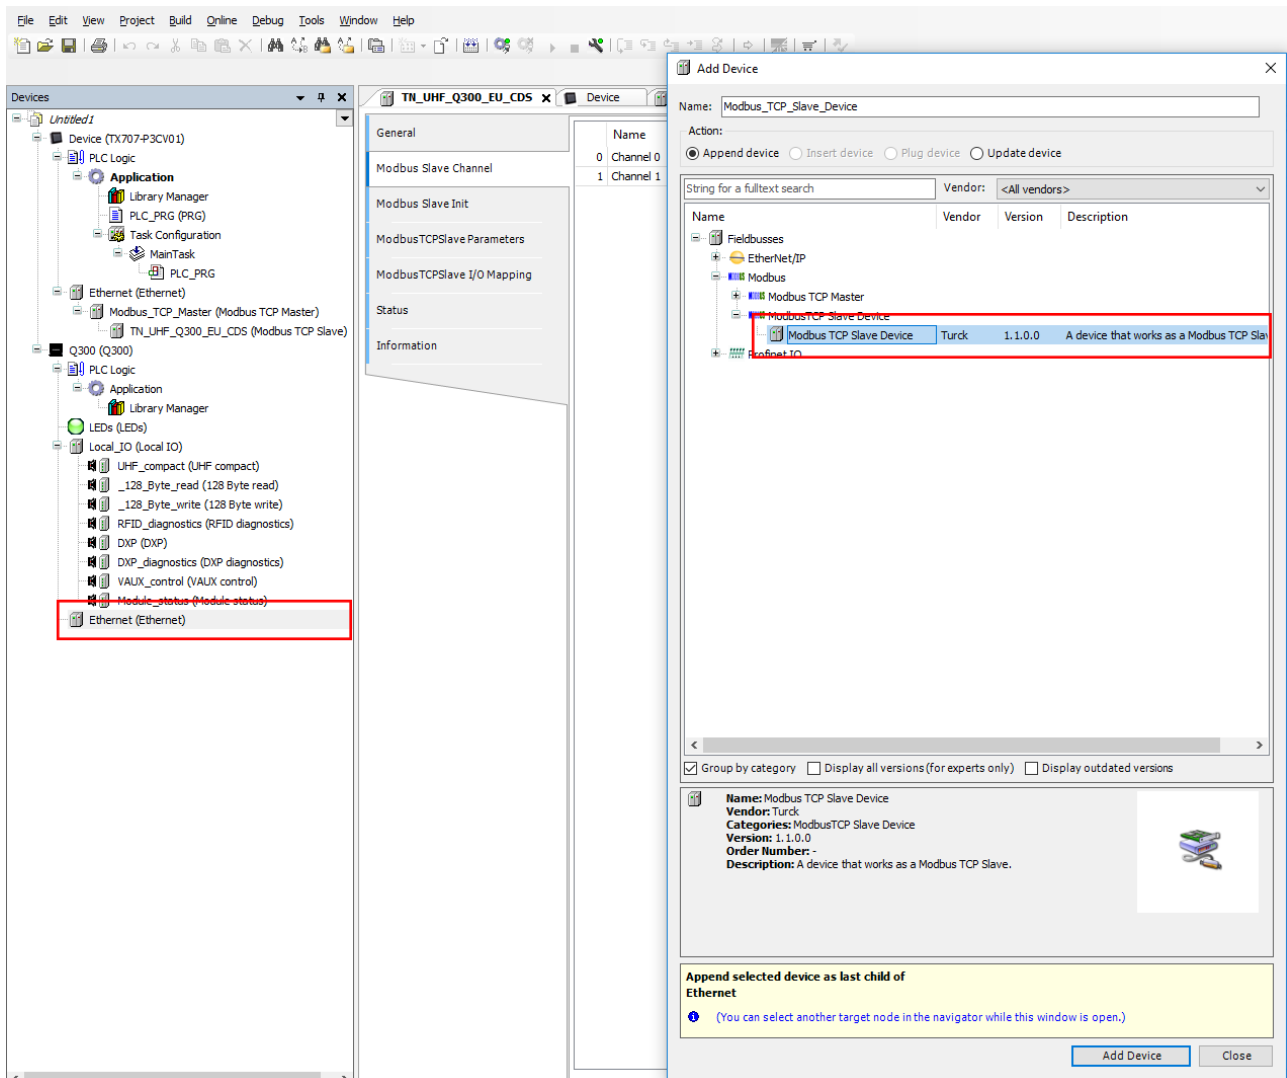 File Edit View Project Build Online Debug Tools Window Help
Devices
Untitled1
Device (TX707-P3CV01)
PLC Logic
Application
Library Manager
PLC_PRG (PRG)
Task Configuration
MainTask
PLC_PRG
Ethernet (Ethernet)
Modbus_TCP_Master (Modbus TCP Master)
TN_UHF_Q300_EU_CDS (Modbus TCP Slave)
Q300 (Q300)
PLC Logic
Application
Library Manager
LEDs (LEDs)
Local_IO (Local IO)
UHF_compact (UHF compact)
_128_Byte_read (128 Byte read)
_128_Byte_write (128 Byte write)
RFID_diagnostics (RFID diagnostics)
DXP (DXP)
DXP_diagnostics (DXP diagnostics)
VAUX_control (VAUX control)
Module_status (Module status)
Ethernet (Ethernet)
TN_UHF_Q300_EU_CDS Device
General
Modbus Slave Channel
Modbus Slave Init
ModbusTCPSlave Parameters
ModbusTCPSlave I/O Mapping
Status
Information
Name
0 Channel 0
1 Channel 1
Add Device
Name: Modbus_TCP_Slave_Device
Action:
Append device Insert device Plug device Update device
String for a fulltext search Vendor: <All vendors>
Name Vendor Version Description
Fieldbusses
EtherNet/IP
Modbus
Modbus TCP Master
ModbusTCP Slave Device
Modbus TCP Slave Device Turck 1.1.0.0 A device that works as a Modbus TCP Slav
Profinet IO
Group by category Display all versions (for experts only) Display outdated versions
Name: Modbus TCP Slave Device
Vendor: Turck
Categories: ModbusTCP Slave Device
Version: 1.1.0.0
Order Number: -
Description: A device that works as a Modbus TCP Slave.
Append selected device as last child of
Ethernet
(You can select another target node in the navigator while this window is open.)
Add Device Close